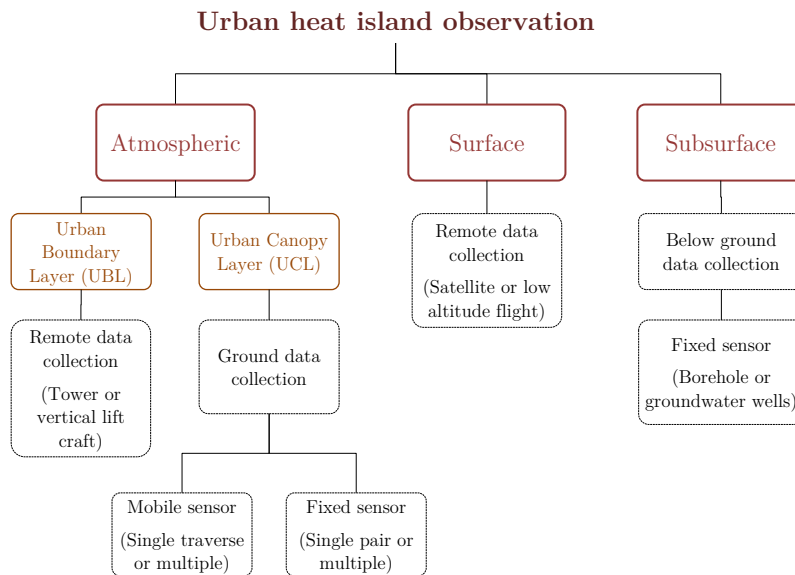 Urban heat island observation
Atmospheric
Surface
Subsurface
Urban
Boundary
Layer (UBL)
Urban Canopy
Layer (UCL)
Remote data
collection
(Satellite or low
altitude flight)
Below ground
data collection
Remote data
collection
(Tower or
vertical lift
craft)
Ground data
collection
Fixed sensor
(Borehole or
groundwater wells)
Mobile sensor
(Single traverse
or multiple)
Fixed sensor
(Single pair or
multiple)